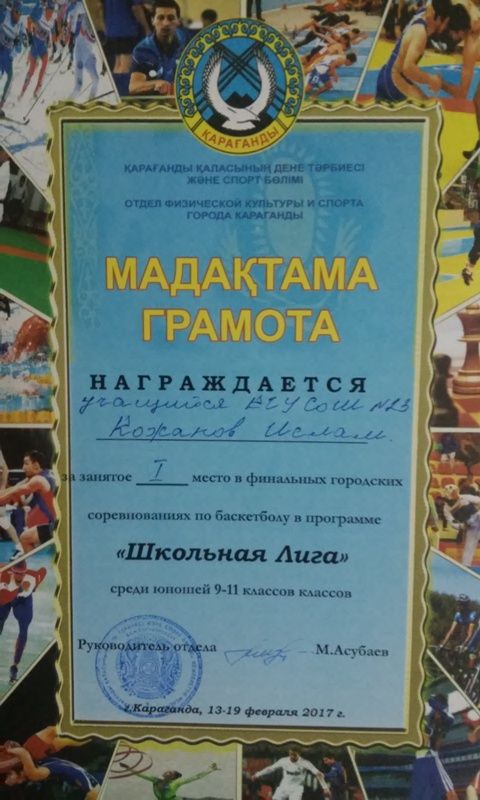 ҚАРАҒАНДЫ
ҚАРАҒАНДЫ ҚАЛАСЫНЫҢ ДЕНЕ ТӘРБИЕСІ
ЖӘНЕ СПОРТ БӨЛІМІ
ОТДЕЛ ФИЗИЧЕСКОЙ КУЛЬТУРЫ И СПОРТА
ГОРОДА КАРАГАНДЫ
МАДАҚТАМА
ГРАМОТА
НАГРАЖДАЕТСЯ
учащийся КГУ СОШ №23
Кожанов Ислам.
за занятое I место в финальных городских
соревнованиях по баскетболу в программе
«Школьная Лига»
среди юношей 9-11 классов классов
Руководитель отдела М.Асубаев
г.Караганда, 13-19 февраля 2017 г.